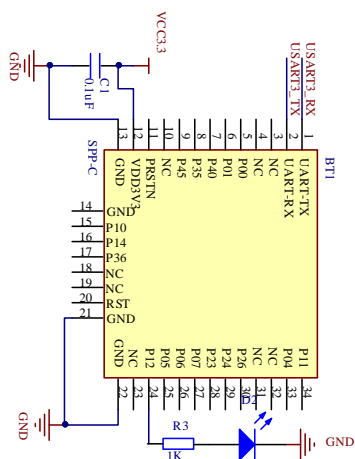 VCC3.3
C1
0.1uF
GND
USART3_RX
USART3_TX
BT1
SPP-C
1 UART-TX
2 UART-RX
3 NC
4 NC
5 P00
6 P01
7 P40
8 P35
9 P45
10 NC
11 PRSTN
12 VDD3V3
13 GND
14 GND
15 P10
16 P14
17 P36
18 NC
19 NC
20 RST
21 GND
22 GND
23 NC
24 P12
25 P05
26 P06
27 P07
28 P23
29 P24
30 P26
31 NC
32 NC
33 P04
34 P11
GND
R3
1K
D2
GND